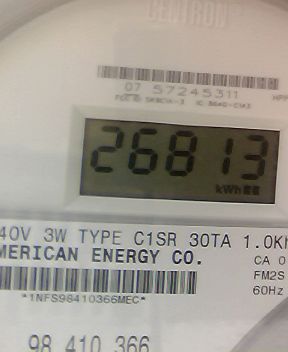 CENTRON
07 57245311
26813
kWh
40V 3W TYPE C1SR 30TA 1.0Kh
MERICAN ENERGY CO.
CA 0
FM2S
60Hz
*1NFS98410366MEC*
98 410 366